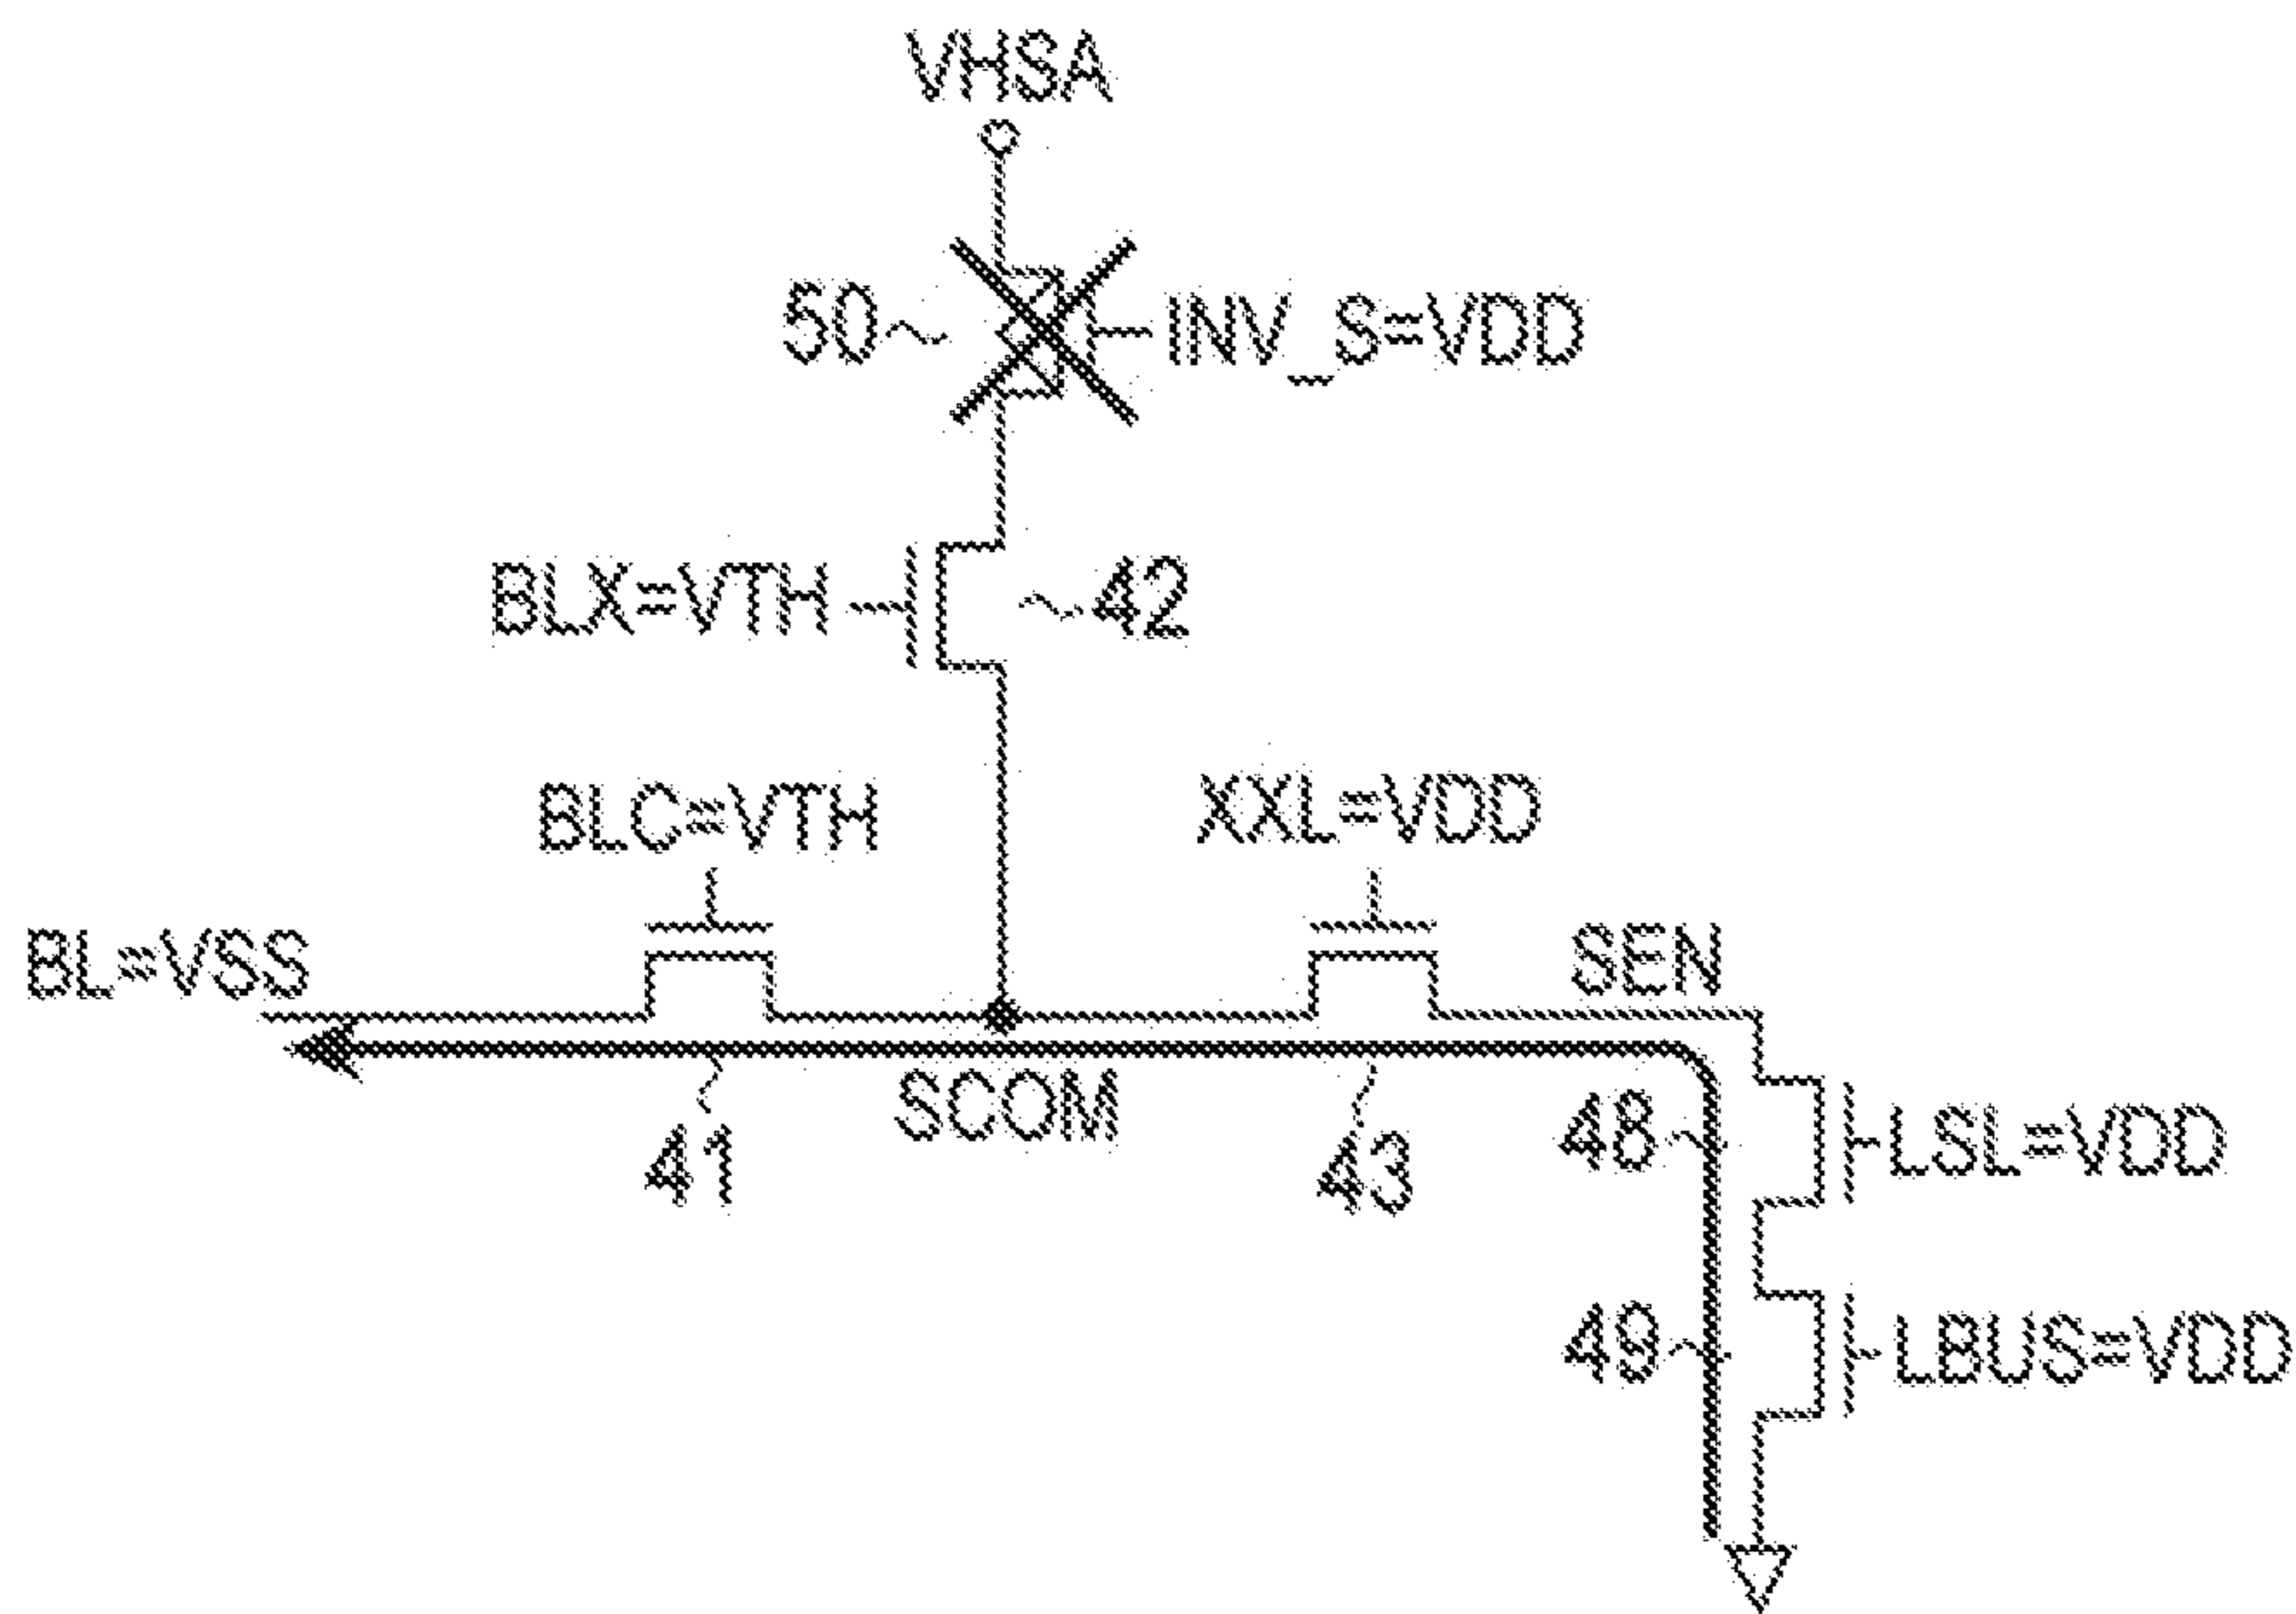 VHSA
50
INV_S=VDD
BLX=VTH
42
BLC=VTH
XXL=VDD
BL=VSS
SEN
SCOM
41
43
48
LSL=VDD
49
LBUS=VDD